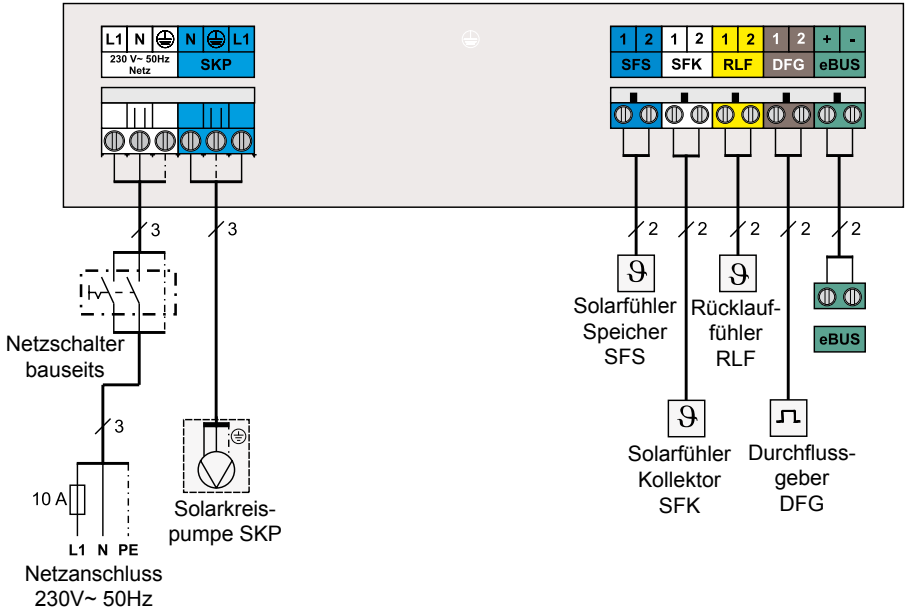 L1 N N L1
230 V~ 50Hz
Netz
SKP
1 2 1 2 1 2 1 2 + -
SFS SFK RLF DFG eBUS
3 3 2 2 2 2 2
ϑ ϑ
Solarfühler
Speicher
SFS
Rücklauf-
fühler
RLF
eBUS
Netzschalter
bauseits
3
ϑ
Solarfühler
Kollektor
SFK
Durchfluss-
geber
DFG
10 A
Solarkreis-
pumpe SKP
L1 N PE
Netzanschluss
230V~ 50Hz